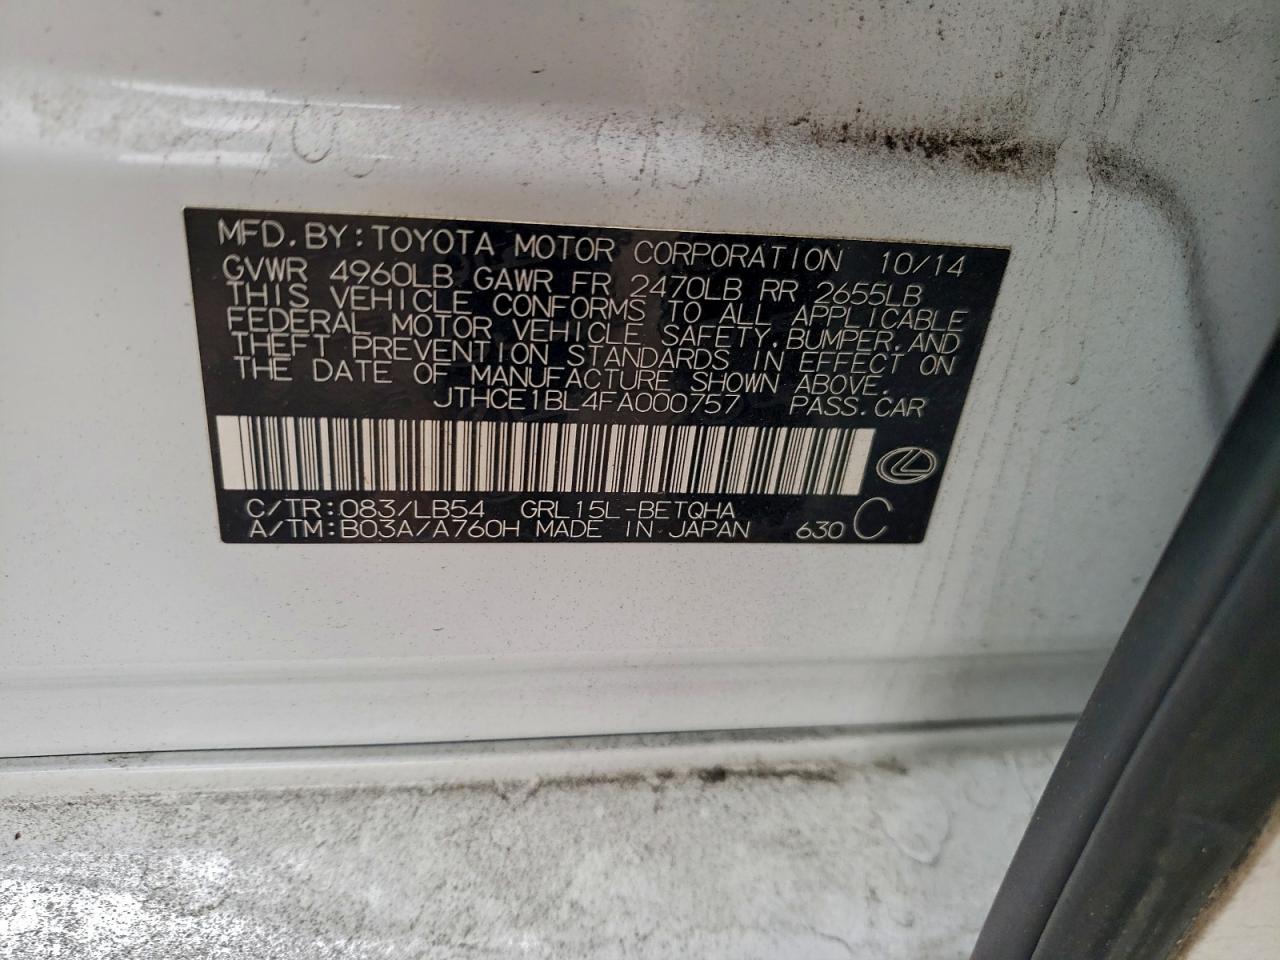 MFD.BY:TOYOTA MOTOR CORPORATION 10/14
GVWR 4960LB GAWR FR 2470LB RR 2655LB
THIS VEHICLE CONFORMS TO ALL APPLICABLE
FEDERAL MOTOR VEHICLE SAFETY,BUMPER,AND
THEFT PREVENTION STANDARDS IN EFFECT ON
THE DATE OF MANUFACTURE SHOWN ABOVE.
JTHCE1BL4FA000757 PASS.CAR
C/TR:083/LB54 GRL15L-BETQHA
A/TM:B03A/A760H MADE IN JAPAN 630 C